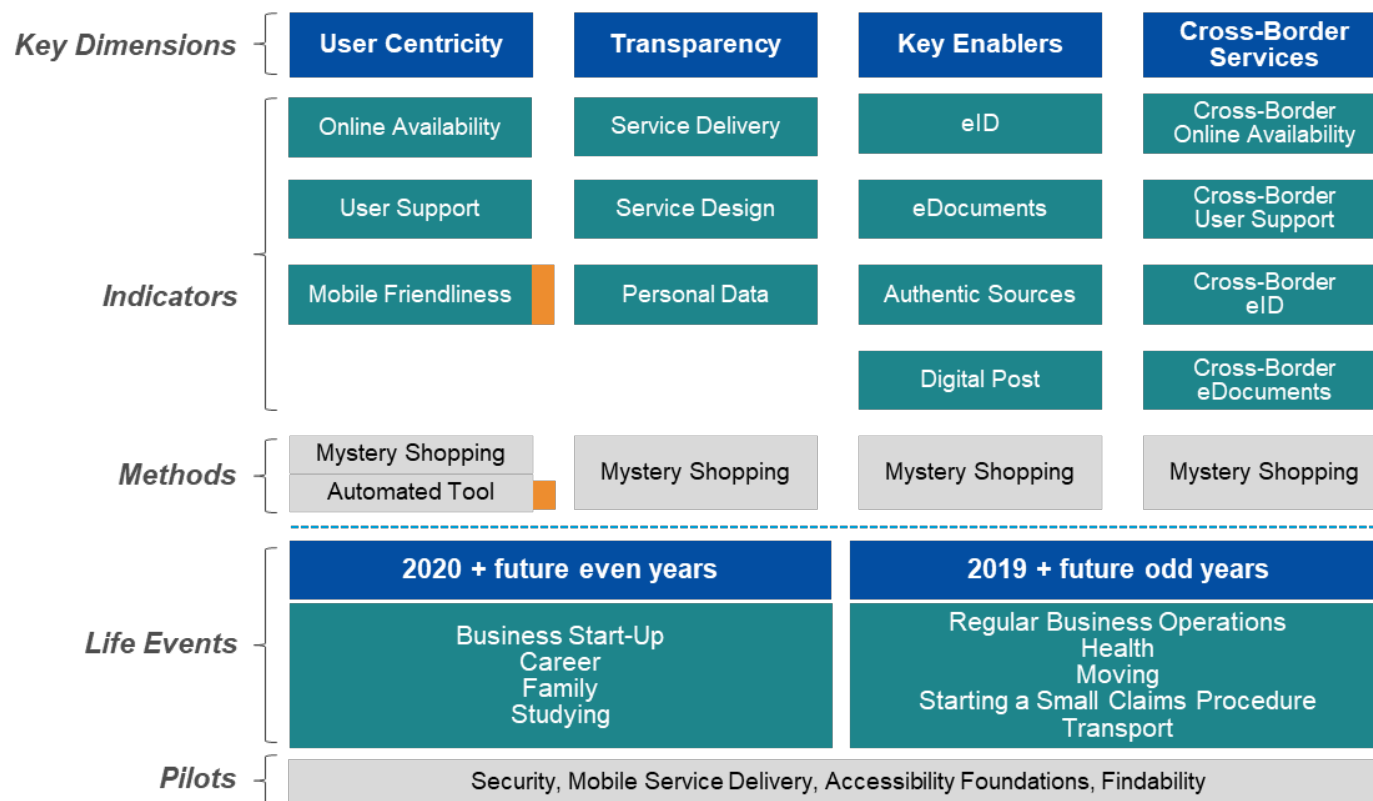 Key Dimensions
User Centricity
Transparency
Key Enablers
Cross-Border
Services
Indicators
Online Availability
Service Delivery
eID
Cross-Border
Online Availability
User Support
Service Design
eDocuments
Cross-Border
User Support
Mobile Friendliness
Personal Data
Authentic Sources
Cross-Border
eID
Digital Post
Cross-Border
eDocuments
Methods
Mystery Shopping
Automated Tool
Mystery Shopping
Mystery Shopping
Mystery Shopping
Life Events
2020 + future even years
2019 + future odd years
Business Start-Up
Career
Family
Studying
Regular Business Operations
Health
Moving
Starting a Small Claims Procedure
Transport
Pilots
Security, Mobile Service Delivery, Accessibility Foundations, Findability